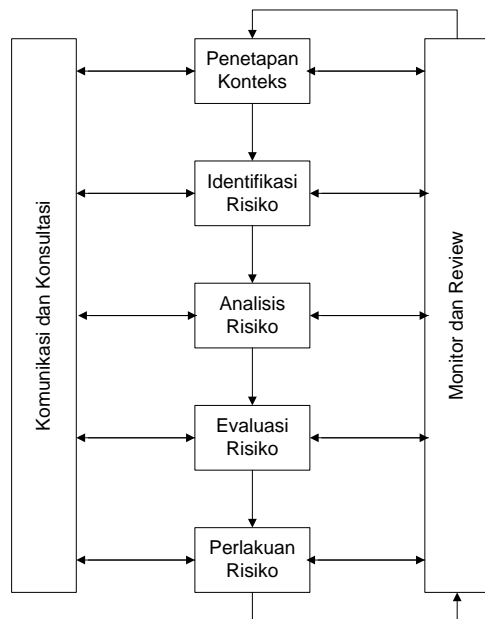 Penetapan
Konteks
Identifikasi
Risiko
Analisis
Risiko
Evaluasi
Risiko
Perlakuan
Risiko
Komunikasi dan Konsultasi
Monitor dan Review